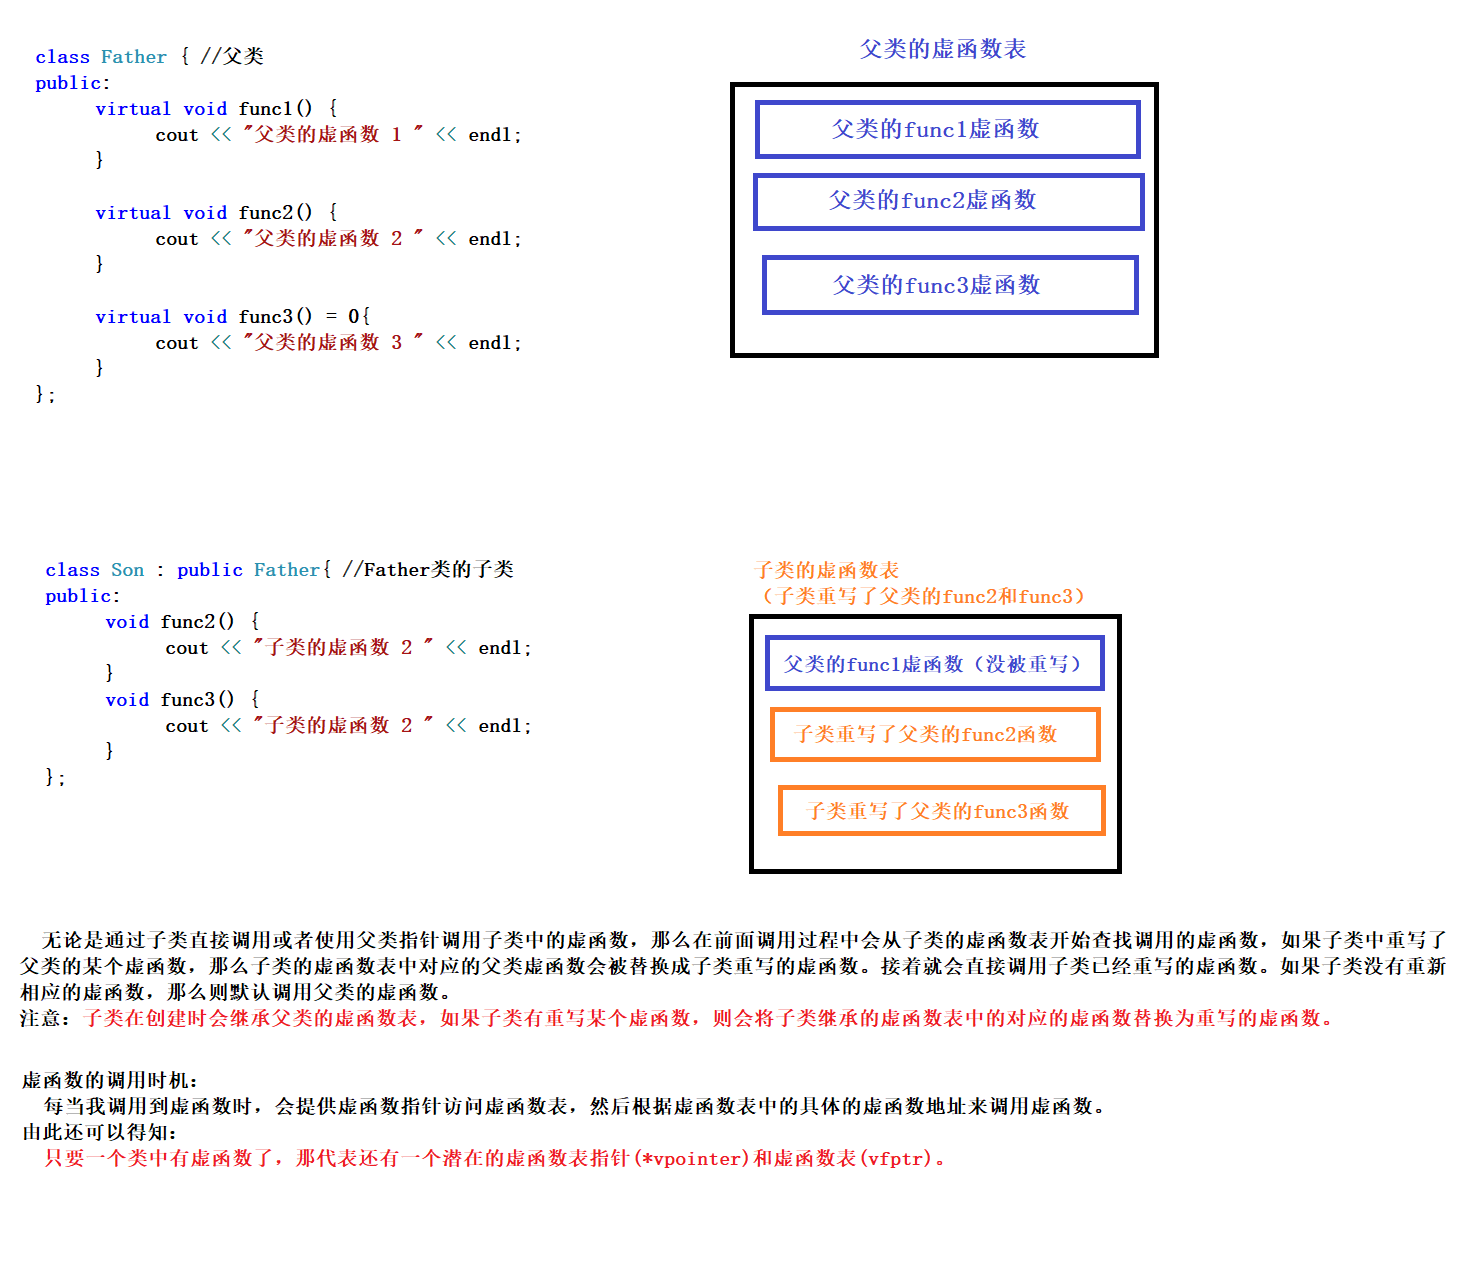 class Father { //父类
public:
virtual void func1() {
cout << "父类的虚函数 1 " << endl;
}
virtual void func2() {
cout << "父类的虚函数 2 " << endl;
}
virtual void func3() = 0{
cout << "父类的虚函数 3 " << endl;
}
};
父类的虚函数表
父类的func1虚函数
父类的func2虚函数
父类的func3虚函数
class Son : public Father{ //Father类的子类
public:
void func2() {
cout << "子类的虚函数 2 " << endl;
}
void func3() {
cout << "子类的虚函数 2 " << endl;
}
};
子类的虚函数表
（子类重写了父类的func2和func3）
父类的func1虚函数（没被重写）
子类重写了父类的func2函数
子类重写了父类的func3函数
无论是通过子类直接调用或者使用父类指针调用子类中的虚函数，那么在前面调用过程中会从子类的虚函数表开始查找调用的虚函数，如果子类中重写了
父类的某个虚函数，那么子类的虚函数表中对应的父类虚函数会被替换成子类重写的虚函数。接着就会直接调用子类已经重写的虚函数。如果子类没有重新
相应的虚函数，那么则默认调用父类的虚函数。
注意：子类在创建时会继承父类的虚函数表，如果子类有重写某个虚函数，则会将子类继承的虚函数表中的对应的虚函数替换为重写的虚函数。
虚函数的调用时机：
每当我调用到虚函数时，会提供虚函数指针访问虚函数表，然后根据虚函数表中的具体的虚函数地址来调用虚函数。
由此还可以得知：
只要一个类中有虚函数了，那代表还有一个潜在的虚函数表指针(*vpointer)和虚函数表(vfptr)。